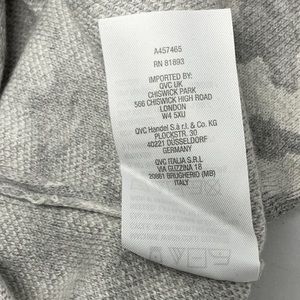 A457465
RN 81893
IMPORTED BY:
QVC UK
CHISWICK PARK
566 CHISWICK HIGH ROAD
LONDON
W4 5XU
QVC Handel S.à r.l. & Co. KG
PLOCKSTR. 30
40221 DÜSSELDORF
GERMANY
QVC ITALIA S.R.L
VIA GUZZINA 18
20861 BRUGHERIO (MB)
ITALY